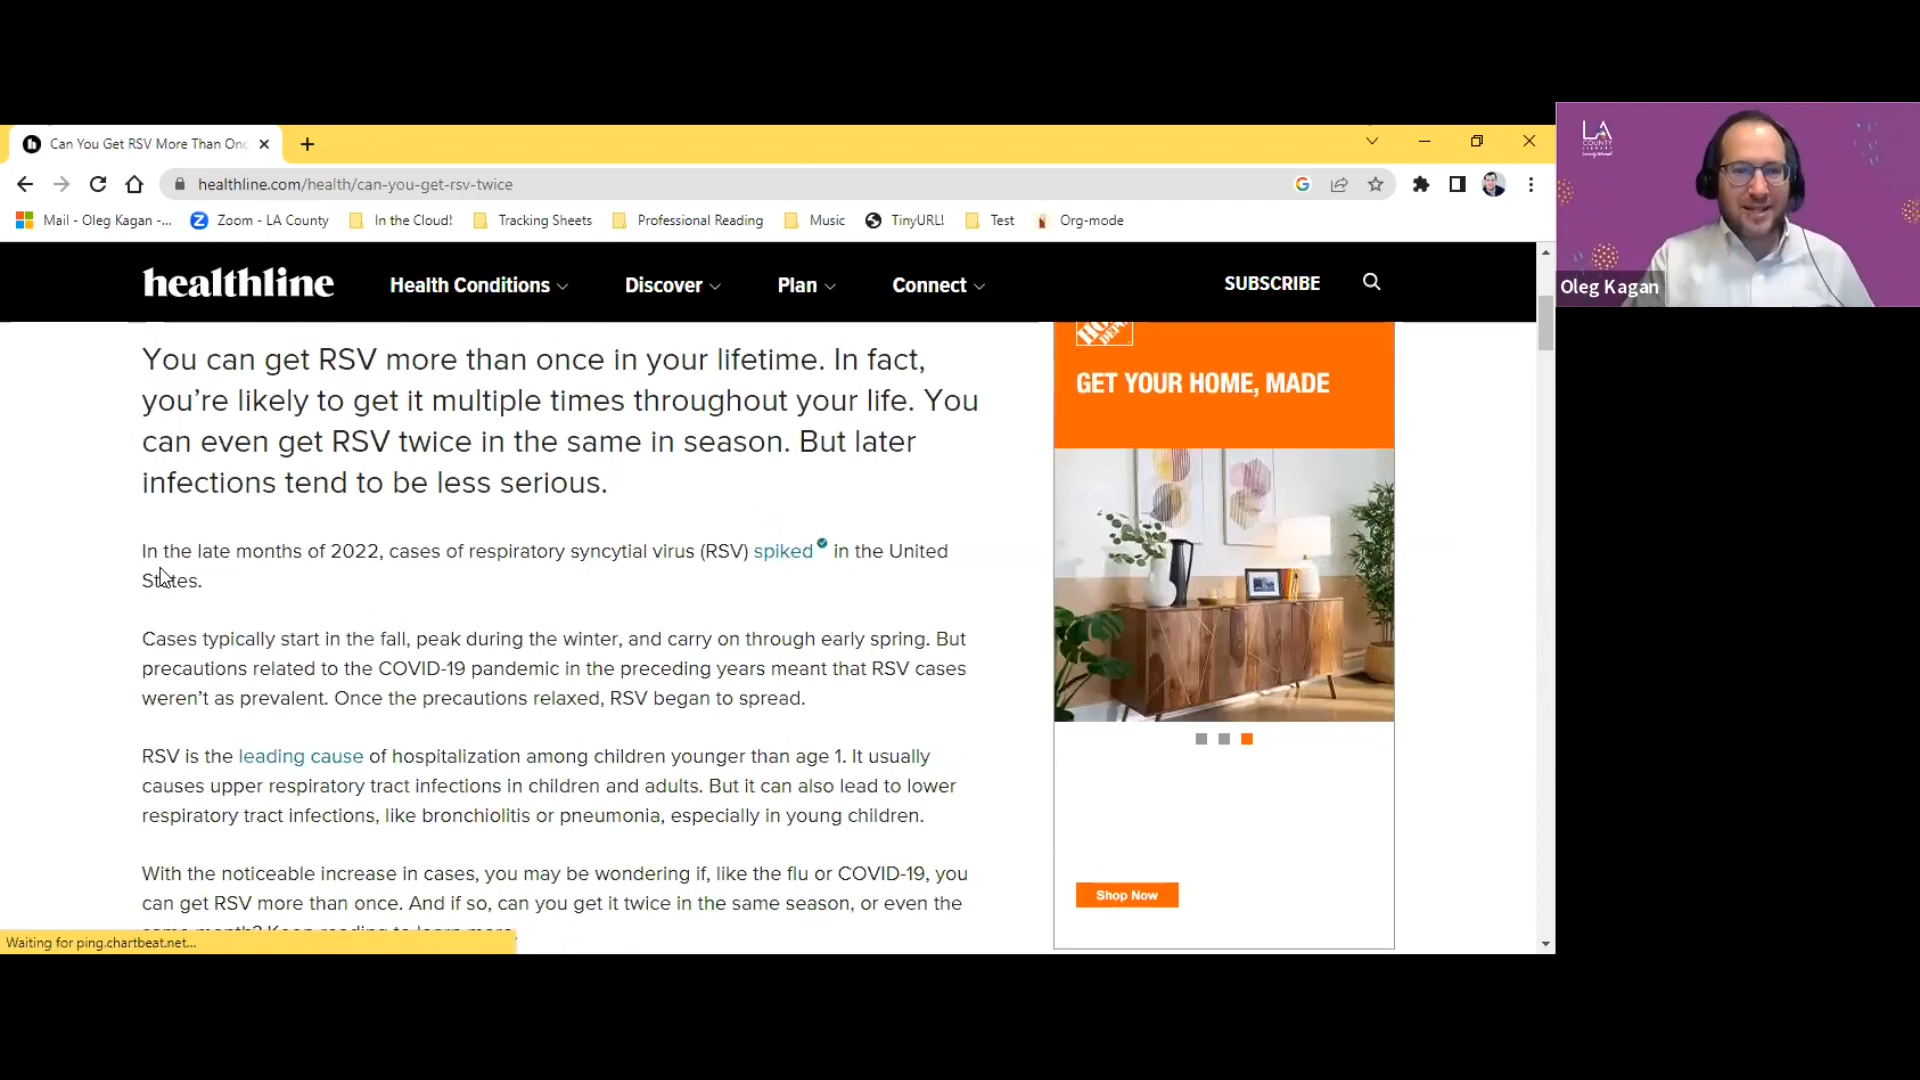 Can You Get RSV More Than Onc
healthline.com/health/can-you-get-rsv-twice
Mail - Oleg Kagan -...
Zoom - LA County
In the Cloud!
Tracking Sheets
Professional Reading
Music
TinyURL!
Test
Org-mode
healthline
Health Conditions
Discover
Plan
Connect
SUBSCRIBE
You can get RSV more than once in your lifetime. In fact,
you're likely to get it multiple times throughout your life. You
can even get RSV twice in the same in season. But later
infections tend to be less serious.
In the late months of 2022, cases of respiratory syncytial virus (RSV) spiked in the United
States.
Cases typically start in the fall, peak during the winter, and carry on through early spring. But
precautions related to the COVID-19 pandemic in the preceding years meant that RSV cases
weren't as prevalent. Once the precautions relaxed, RSV began to spread.
RSV is the leading cause of hospitalization among children younger than age 1. It usually
causes upper respiratory tract infections in children and adults. But it can also lead to lower
respiratory tract infections, like bronchiolitis or pneumonia, especially in young children.
With the noticeable increase in cases, you may be wondering if, like the flu or COVID-19, you
can get RSV more than once. And if so, can you get it twice in the same season, or even the
same month? Keep reading to learn more.
Waiting for ping.chartbeat.net...
GET YOUR HOME, MADE
Shop Now
LA
COUNTY
LIBRARY
Oleg Kagan